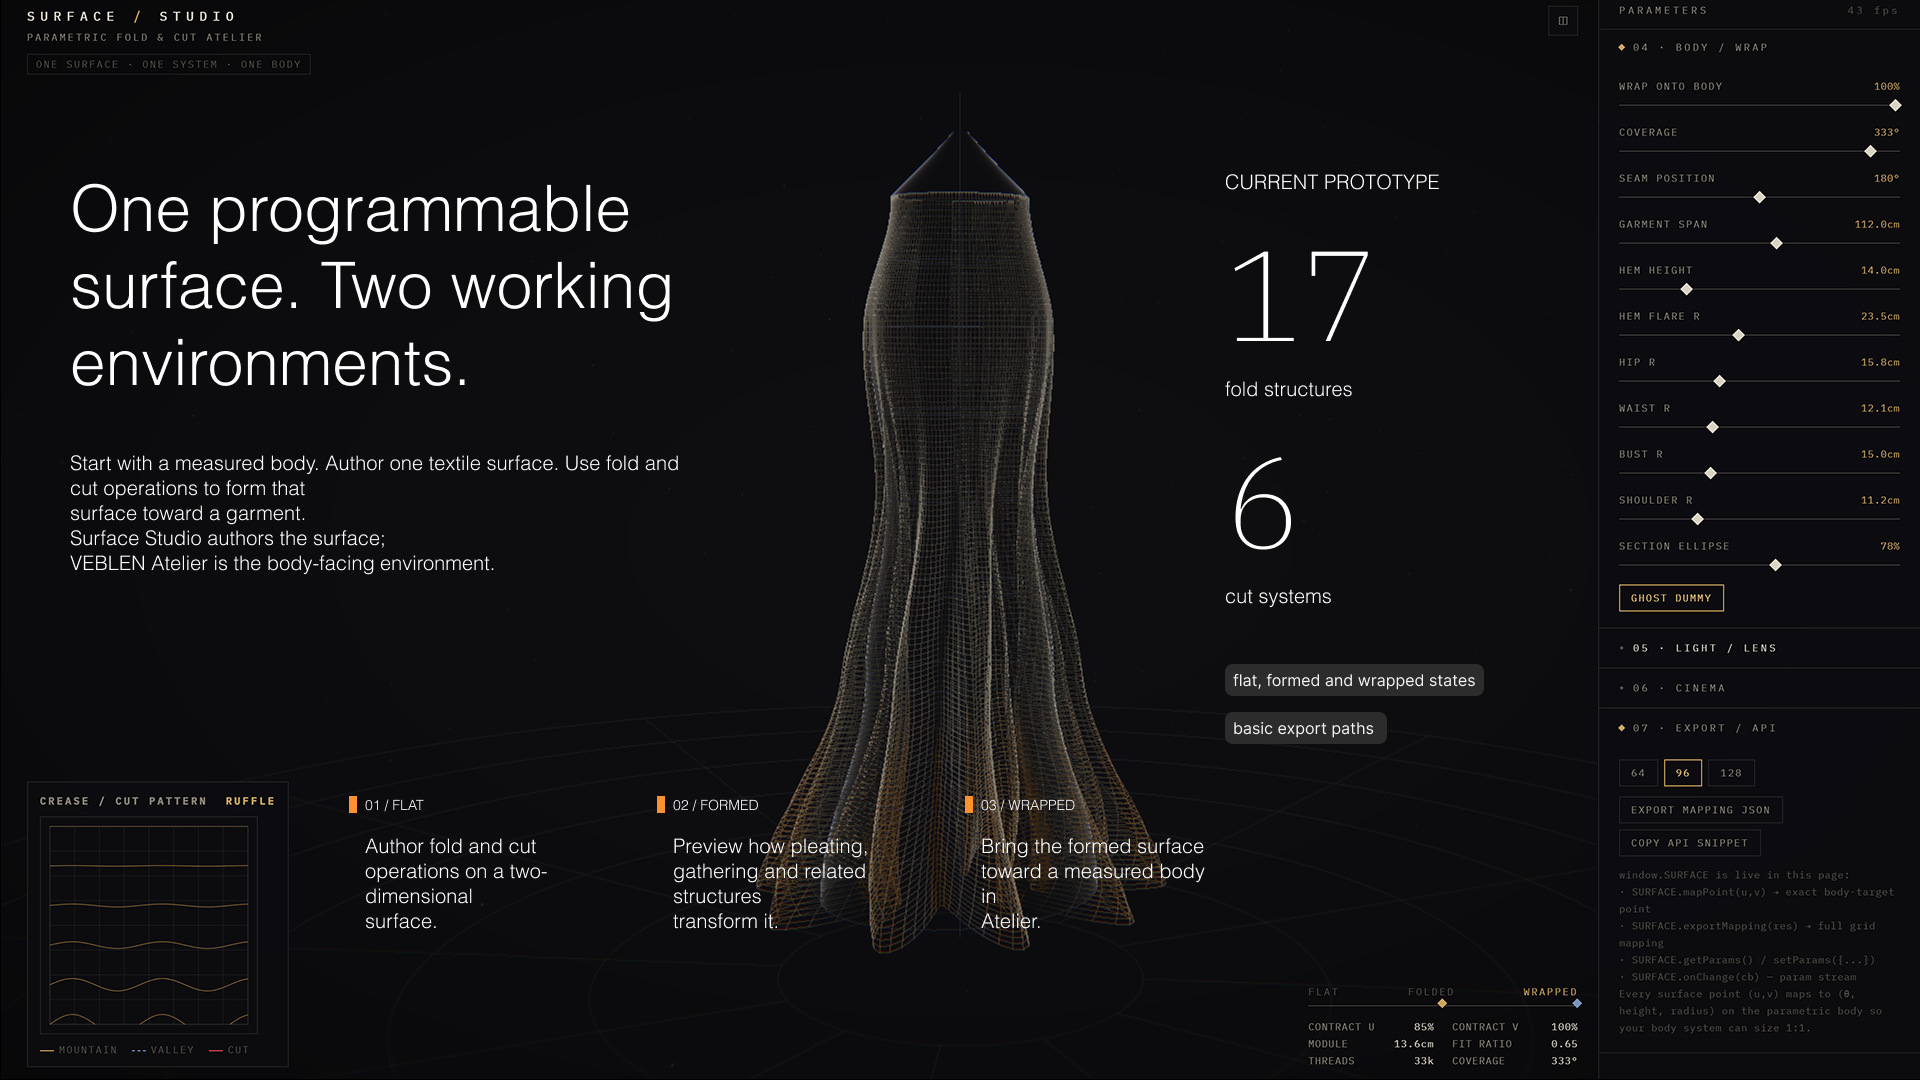 SURFACE / STUDIO
PARAMETRIC FOLD & CUT ATELIER
ONE SURFACE · ONE SYSTEM · ONE BODY
One programmable
surface. Two working
environments.
Start with a measured body. Author one textile surface. Use fold and
cut operations to form that
surface toward a garment.
Surface Studio authors the surface;
VEBLEN Atelier is the body-facing environment.
CURRENT PROTOTYPE
17
fold structures
6
cut systems
flat, formed and wrapped states
basic export paths
CREASE / CUT PATTERN RUFFLE
MOUNTAIN VALLEY CUT
01 / FLAT
Author fold and cut
operations on a two-
dimensional
surface.
02 / FORMED
Preview how pleating,
gathering and related
structures
transform it.
03 / WRAPPED
Bring the formed surface
toward a measured body
in
Atelier.
FLAT FOLDED WRAPPED
CONTRACT U 85% CONTRACT V 100%
MODULE 13.6cm FIT RATIO 0.65
THREADS 33k COVERAGE 333°
PARAMETERS 43 fps
04 · BODY / WRAP
WRAP ONTO BODY 100%
COVERAGE 333°
SEAM POSITION 180°
GARMENT SPAN 112.0cm
HEM HEIGHT 14.0cm
HEM FLARE R 23.5cm
HIP R 15.8cm
WAIST R 12.1cm
BUST R 15.0cm
SHOULDER R 11.2cm
SECTION ELLIPSE 78%
GHOST DUMMY
05 · LIGHT / LENS
06 · CINEMA
07 · EXPORT / API
64 96 128
EXPORT MAPPING JSON
COPY API SNIPPET
window.SURFACE is live in this page:
· SURFACE.mapPoint(u,v) → exact body-target
point
· SURFACE.exportMapping(res) → full grid
mapping
· SURFACE.getParams() / setParams({...})
· SURFACE.onChange(cb) — param stream
Every surface point (u,v) maps to (θ,
height, radius) on the parametric body so
your body system can size 1:1.